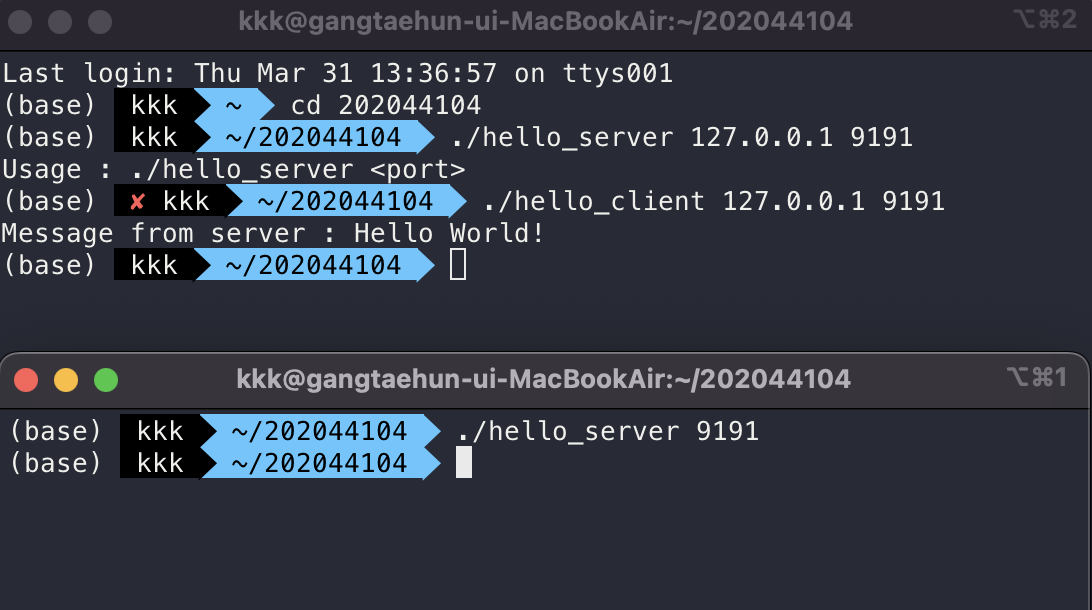 kkk@gangtaehun-ui-MacBookAir:~/202044104 ⌥⌘2
Last login: Thu Mar 31 13:36:57 on ttys001
(base) kkk ~ cd 202044104
(base) kkk ~/202044104 ./hello_server 127.0.0.1 9191
Usage : ./hello_server <port>
(base) ✘ kkk ~/202044104 ./hello_client 127.0.0.1 9191
Message from server : Hello World!
(base) kkk ~/202044104
kkk@gangtaehun-ui-MacBookAir:~/202044104 ⌥⌘1
(base) kkk ~/202044104 ./hello_server 9191
(base) kkk ~/202044104